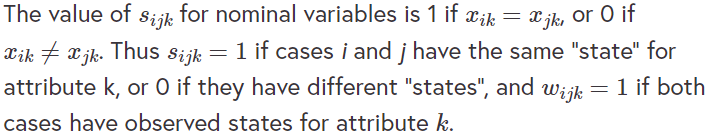 The value of s_{ijk} for nominal variables is 1 if x_{ik} = x_{jk}, or 0 if
x_{ik} ≠ x_{jk}. Thus s_{ijk} = 1 if cases i and j have the same "state" for
attribute k, or 0 if they have different "states", and w_{ijk} = 1 if both
cases have observed states for attribute k.